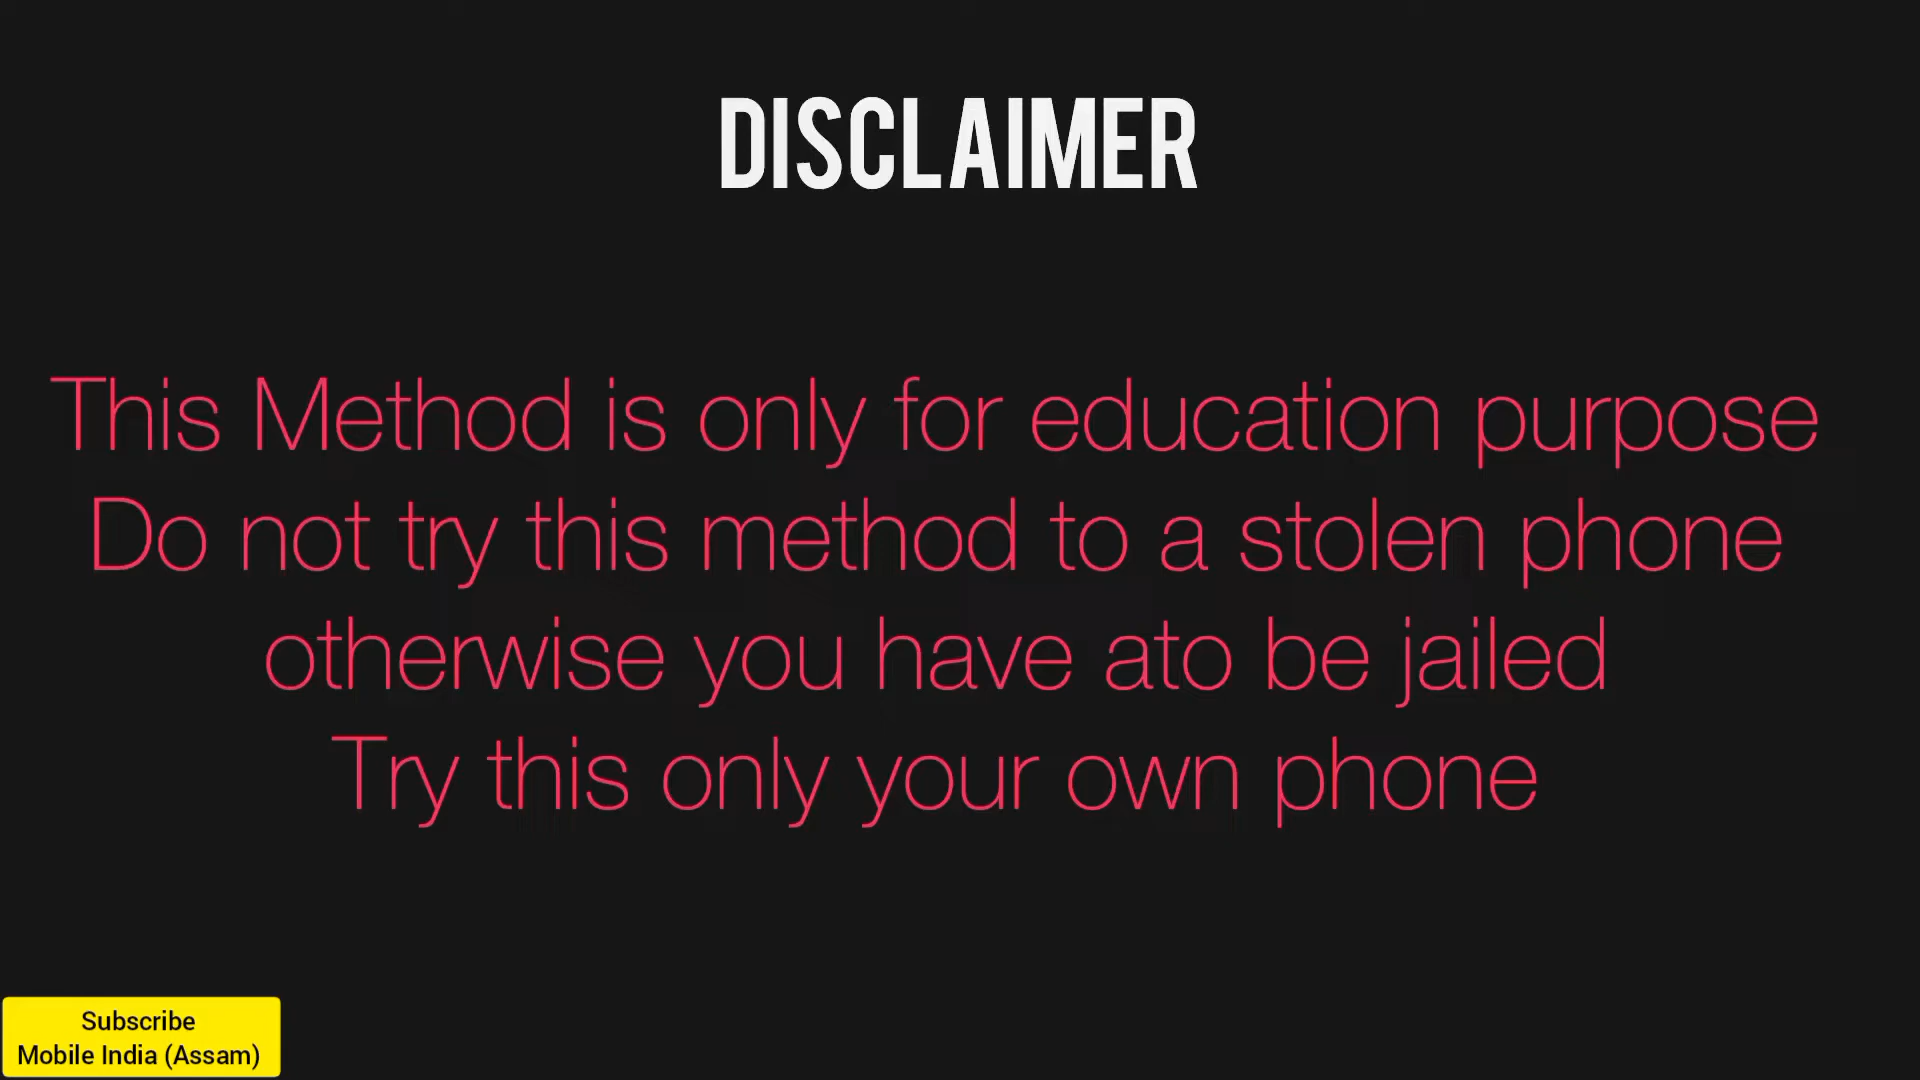 DISCLAIMER
This Method is only for education purpose
Do not try this method to a stolen phone
otherwise you have ato be jailed
Try this only your own phone
Subscribe
Mobile India (Assam)